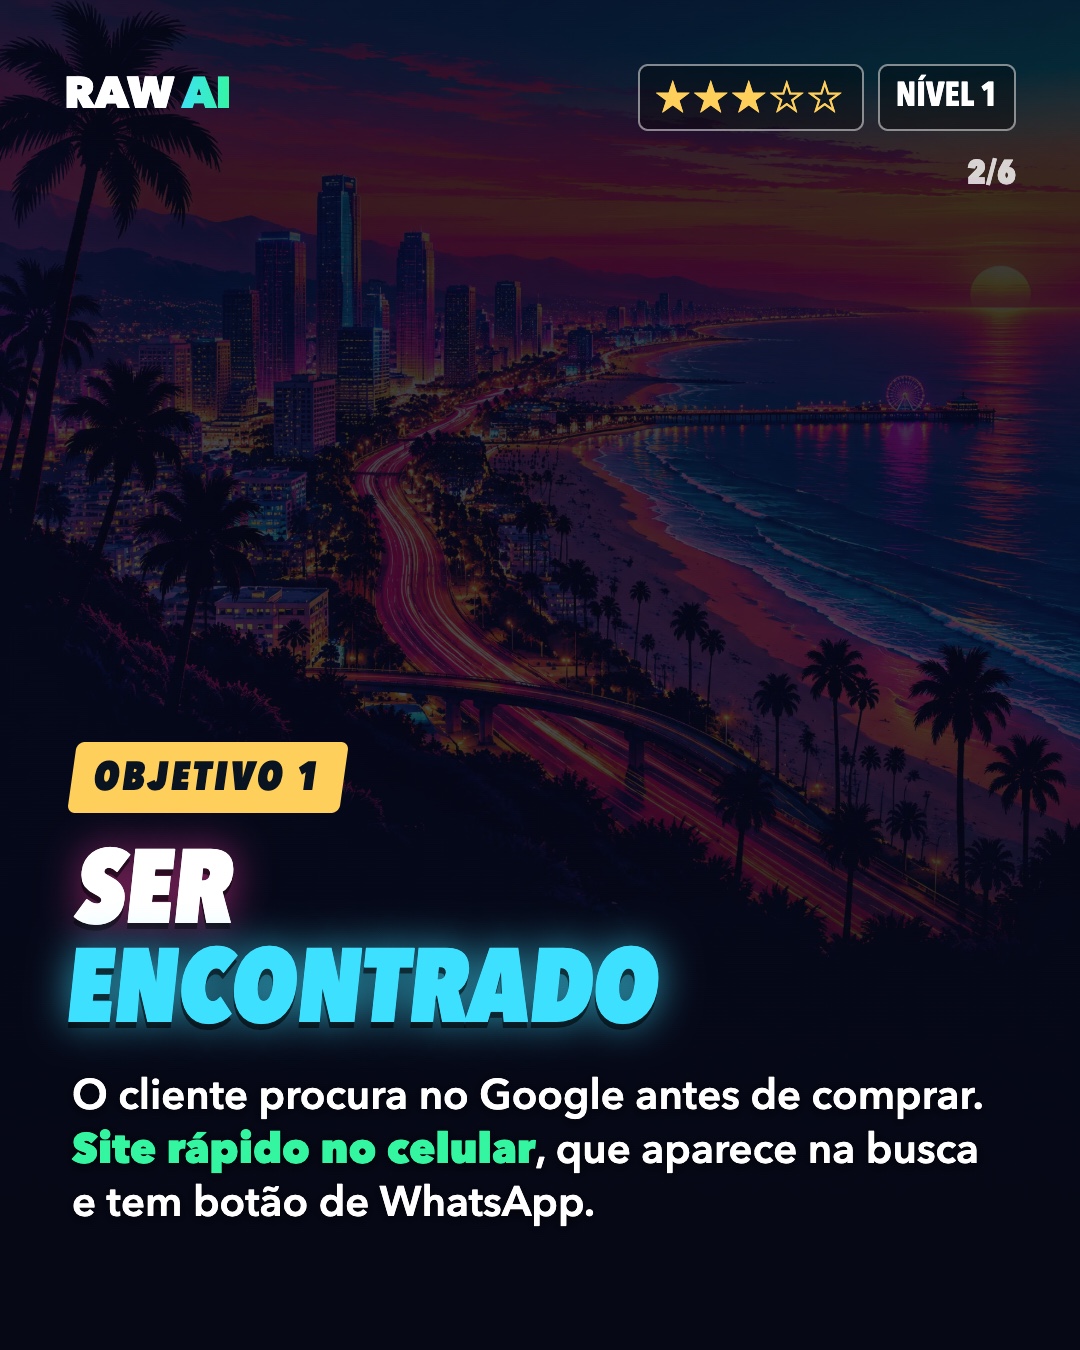 RAW AI
★★★☆☆
NÍVEL 1
2/6
OBJETIVO 1
SER
ENCONTRADO
O cliente procura no Google antes de comprar.
Site rápido no celular, que aparece na busca
e tem botão de WhatsApp.